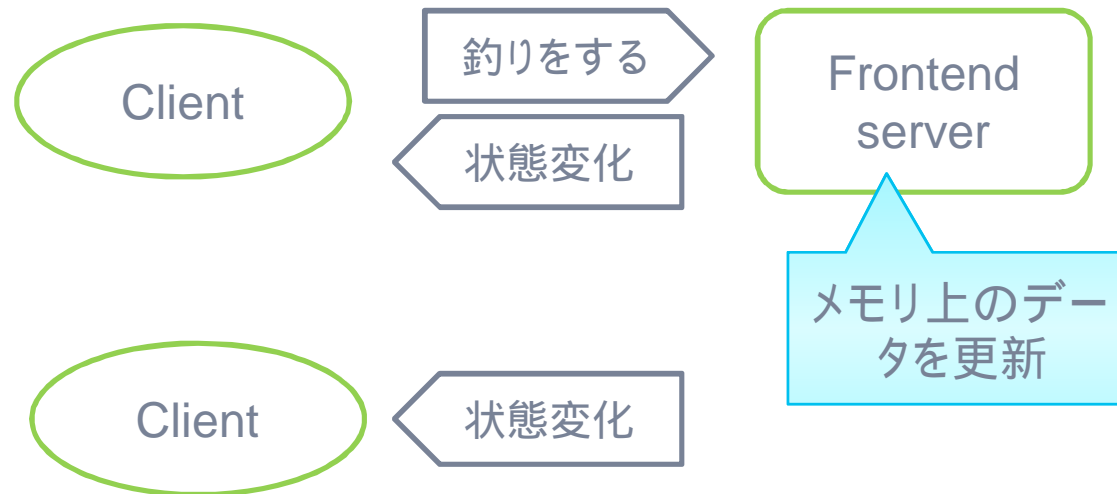 Client
釣りをする
Frontend
server
状態変化
メモリ上のデー
タを更新
Client
状態変化